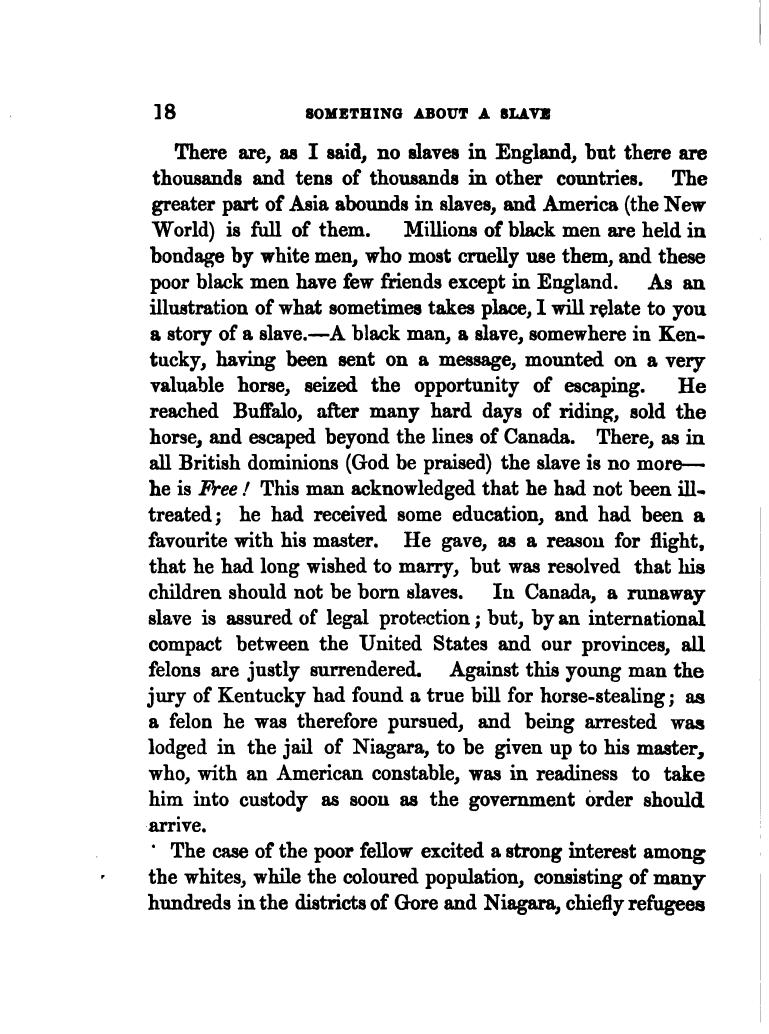 18 SOMETHING ABOUT A SLAVE
There are, as I said, no slaves in England, but there are
thousands and tens of thousands in other countries. The
greater part of Asia abounds in slaves, and America (the New
World) is full of them. Millions of black men are held in
bondage by white men, who most cruelly use them, and these
poor black men have few friends except in England. As an
illustration of what sometimes takes place, I will relate to you
a story of a slave.—A black man, a slave, somewhere in Ken-
tucky, having been sent on a message, mounted on a very
valuable horse, seized the opportunity of escaping. He
reached Buffalo, after many hard days of riding, sold the
horse, and escaped beyond the lines of Canada. There, as in
all British dominions (God be praised) the slave is no more—
he is Free! This man acknowledged that he had not been ill-
treated; he had received some education, and had been a
favourite with his master. He gave, as a reason for flight,
that he had long wished to marry, but was resolved that his
children should not be born slaves. In Canada, a runaway
slave is assured of legal protection; but, by an international
compact between the United States and our provinces, all
felons are justly surrendered. Against this young man the
jury of Kentucky had found a true bill for horse-stealing; as
a felon he was therefore pursued, and being arrested was
lodged in the jail of Niagara, to be given up to his master,
who, with an American constable, was in readiness to take
him into custody as soon as the government order should
arrive.
The case of the poor fellow excited a strong interest among
the whites, while the coloured population, consisting of many
hundreds in the districts of Gore and Niagara, chiefly refugees